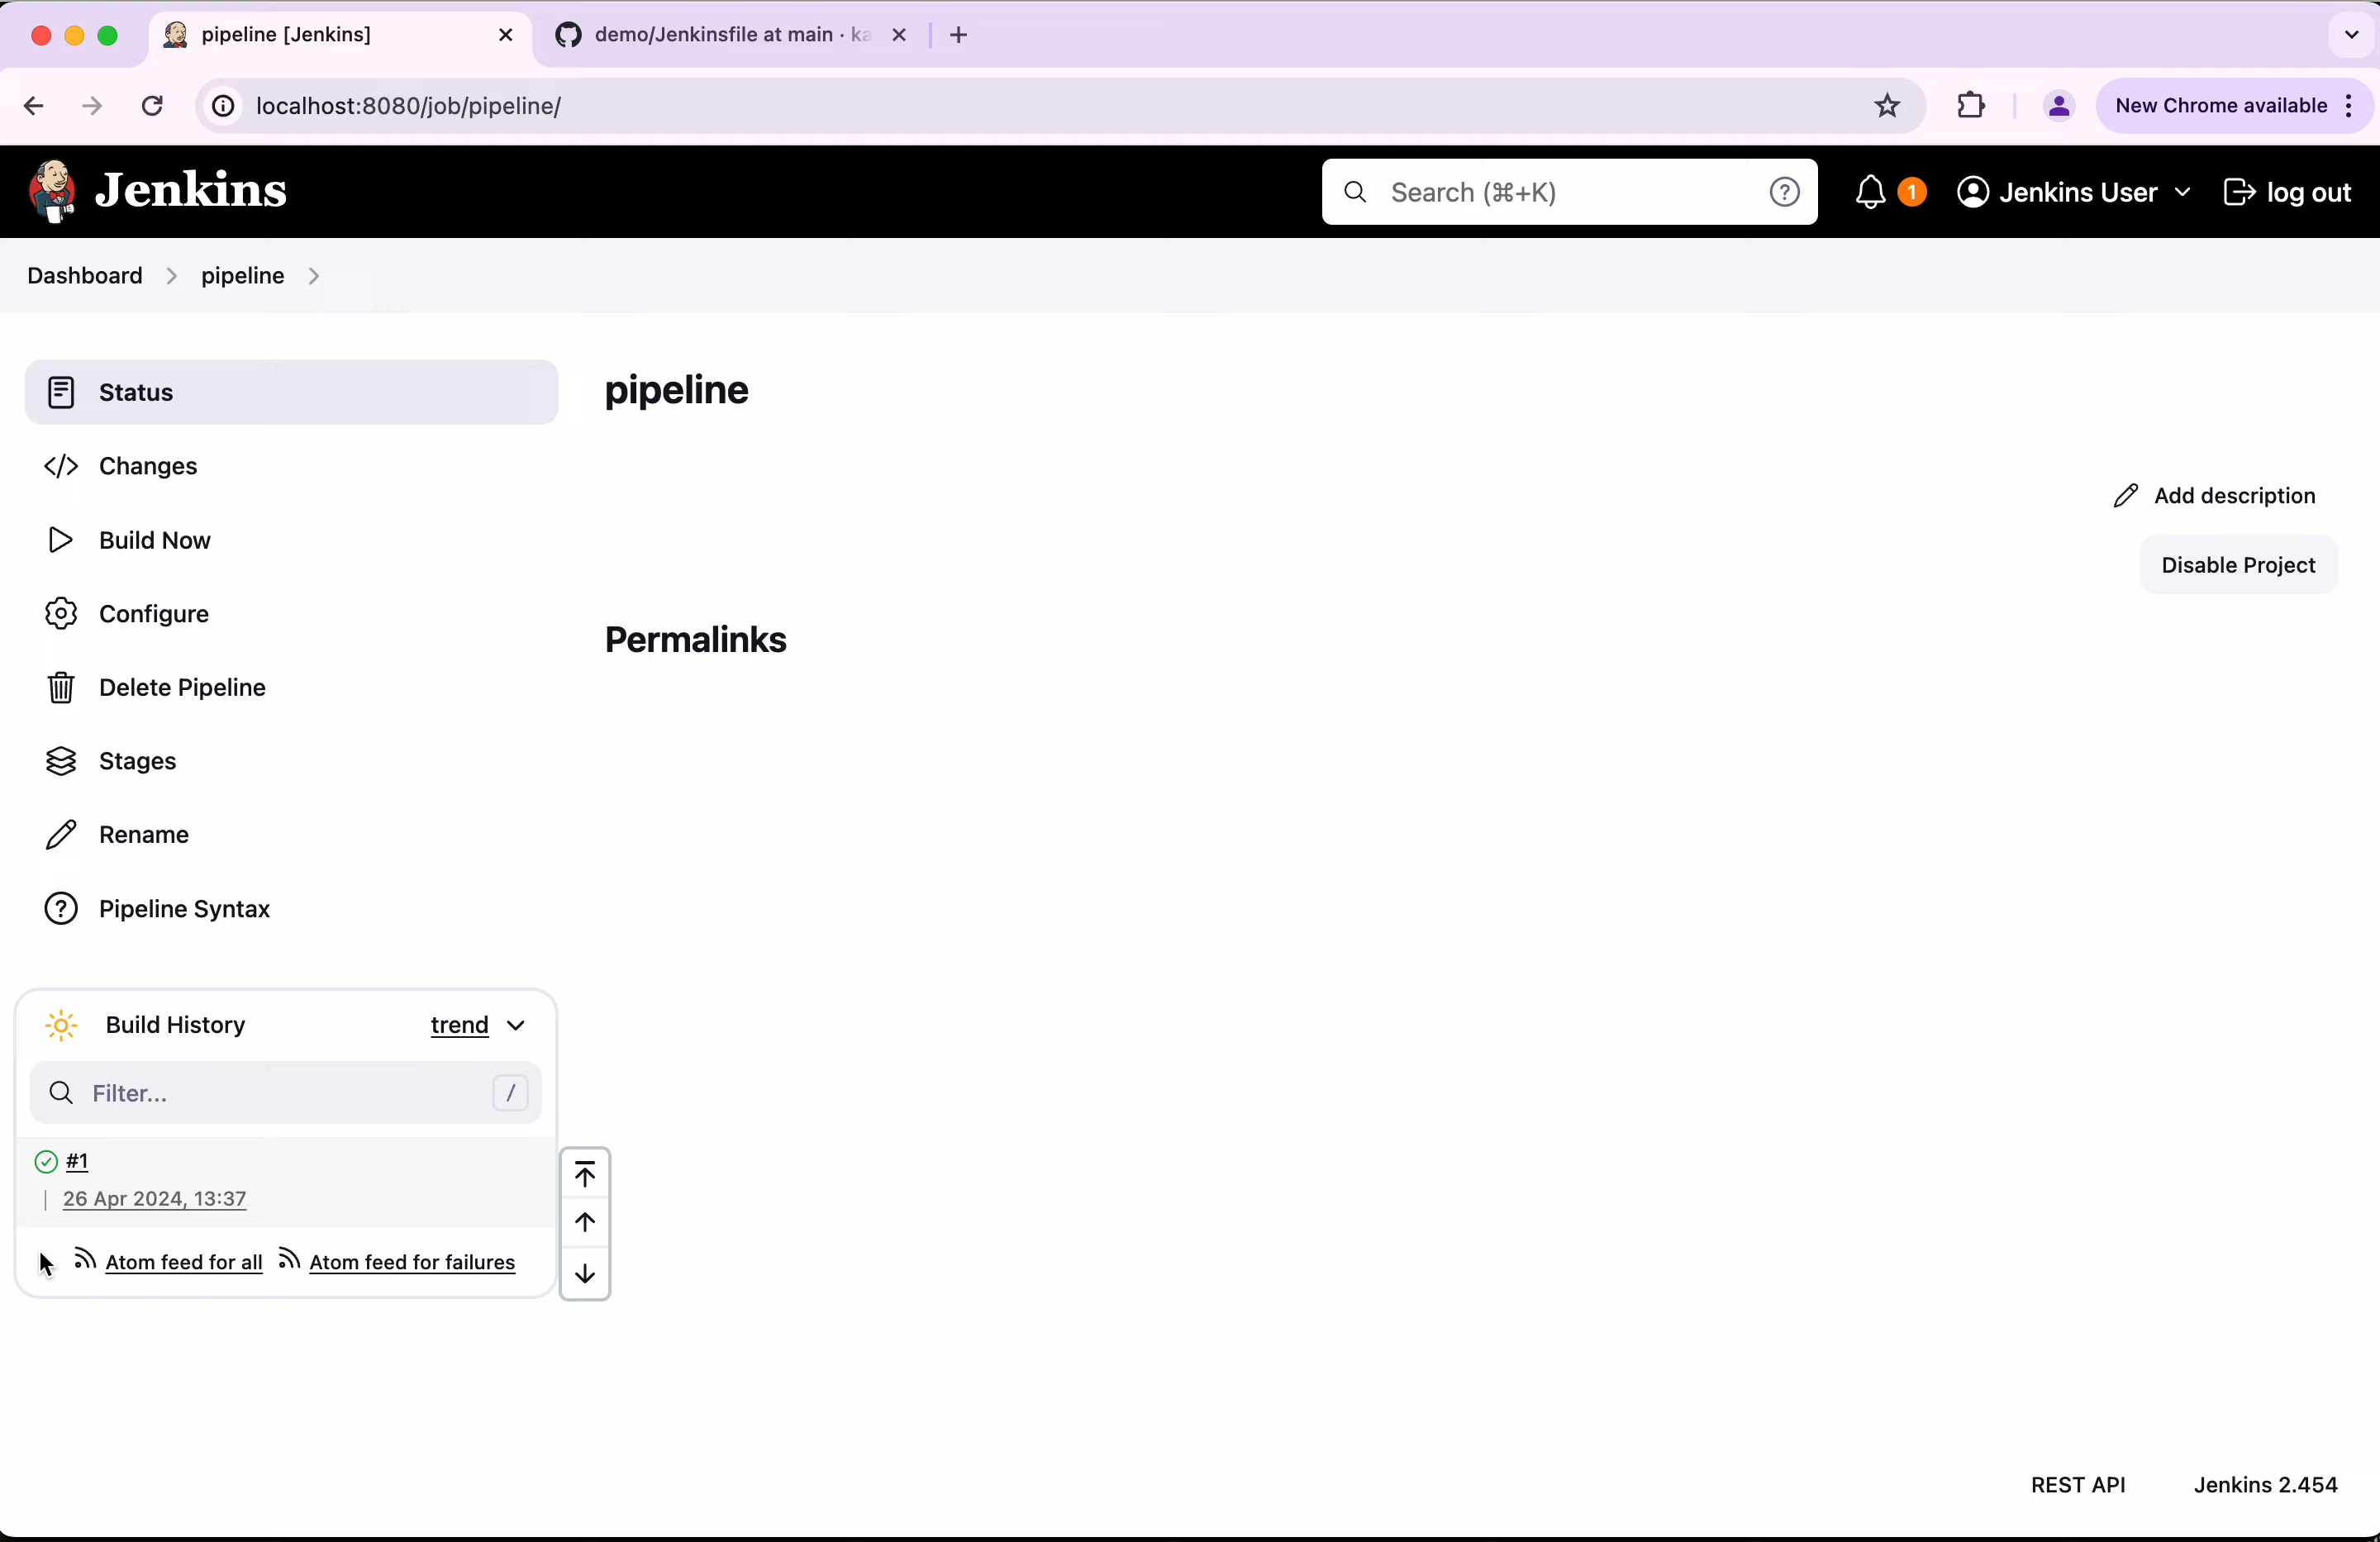 pipeline [Jenkins]
demo/Jenkinsfile at main · ka
localhost:8080/job/pipeline/
New Chrome available
Jenkins
Search (⌘+K)
1
Jenkins User
log out
Dashboard
pipeline
Status
pipeline
Changes
Add description
Build Now
Disable Project
Configure
Permalinks
Delete Pipeline
Stages
Rename
Pipeline Syntax
Build History
trend
Filter...
/
#1
26 Apr 2024, 13:37
Atom feed for all
Atom feed for failures
REST API
Jenkins 2.454